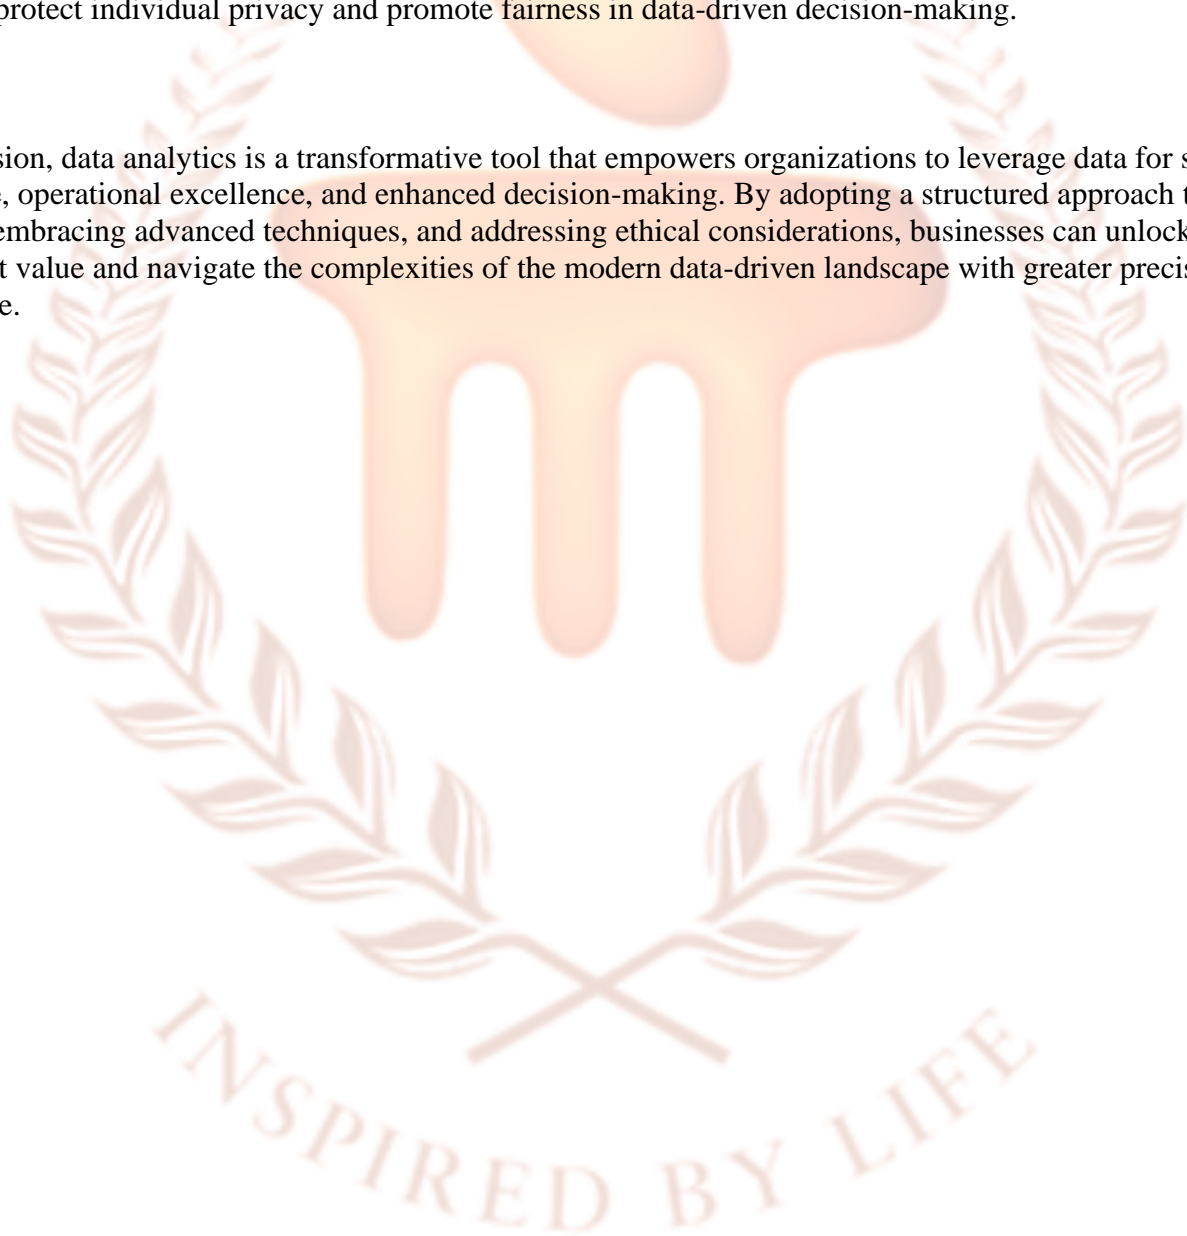 protect individual privacy and promote fairness in data-driven decision-making.
sion, data analytics is a transformative tool that empowers organizations to leverage data for s
, operational excellence, and enhanced decision-making. By adopting a structured approach t
embracing advanced techniques, and addressing ethical considerations, businesses can unlock
t value and navigate the complexities of the modern data-driven landscape with greater precis
e.
INSPIRED BY LIFE